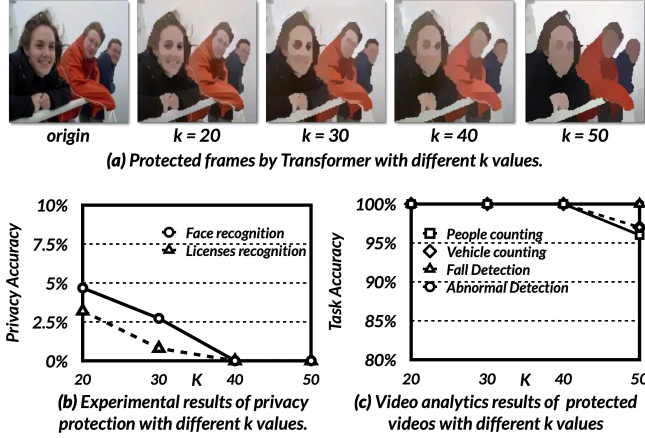 origin
k = 20
k = 30
k = 40
k = 50
(a) Protected frames by Transformer with different k values.
10%
7.5%
5%
2.5%
0%
Privacy Accuracy
Face recognition
Licenses recognition
20
30
K
40
50
(b) Experimental results of privacy
protection with different k values.
100%
95%
90%
85%
80%
Task Accuracy
People counting
Vehicle counting
Fall Detection
Abnormal Detection
20
30
K
40
50
(c) Video analytics results of protected
videos with different k values